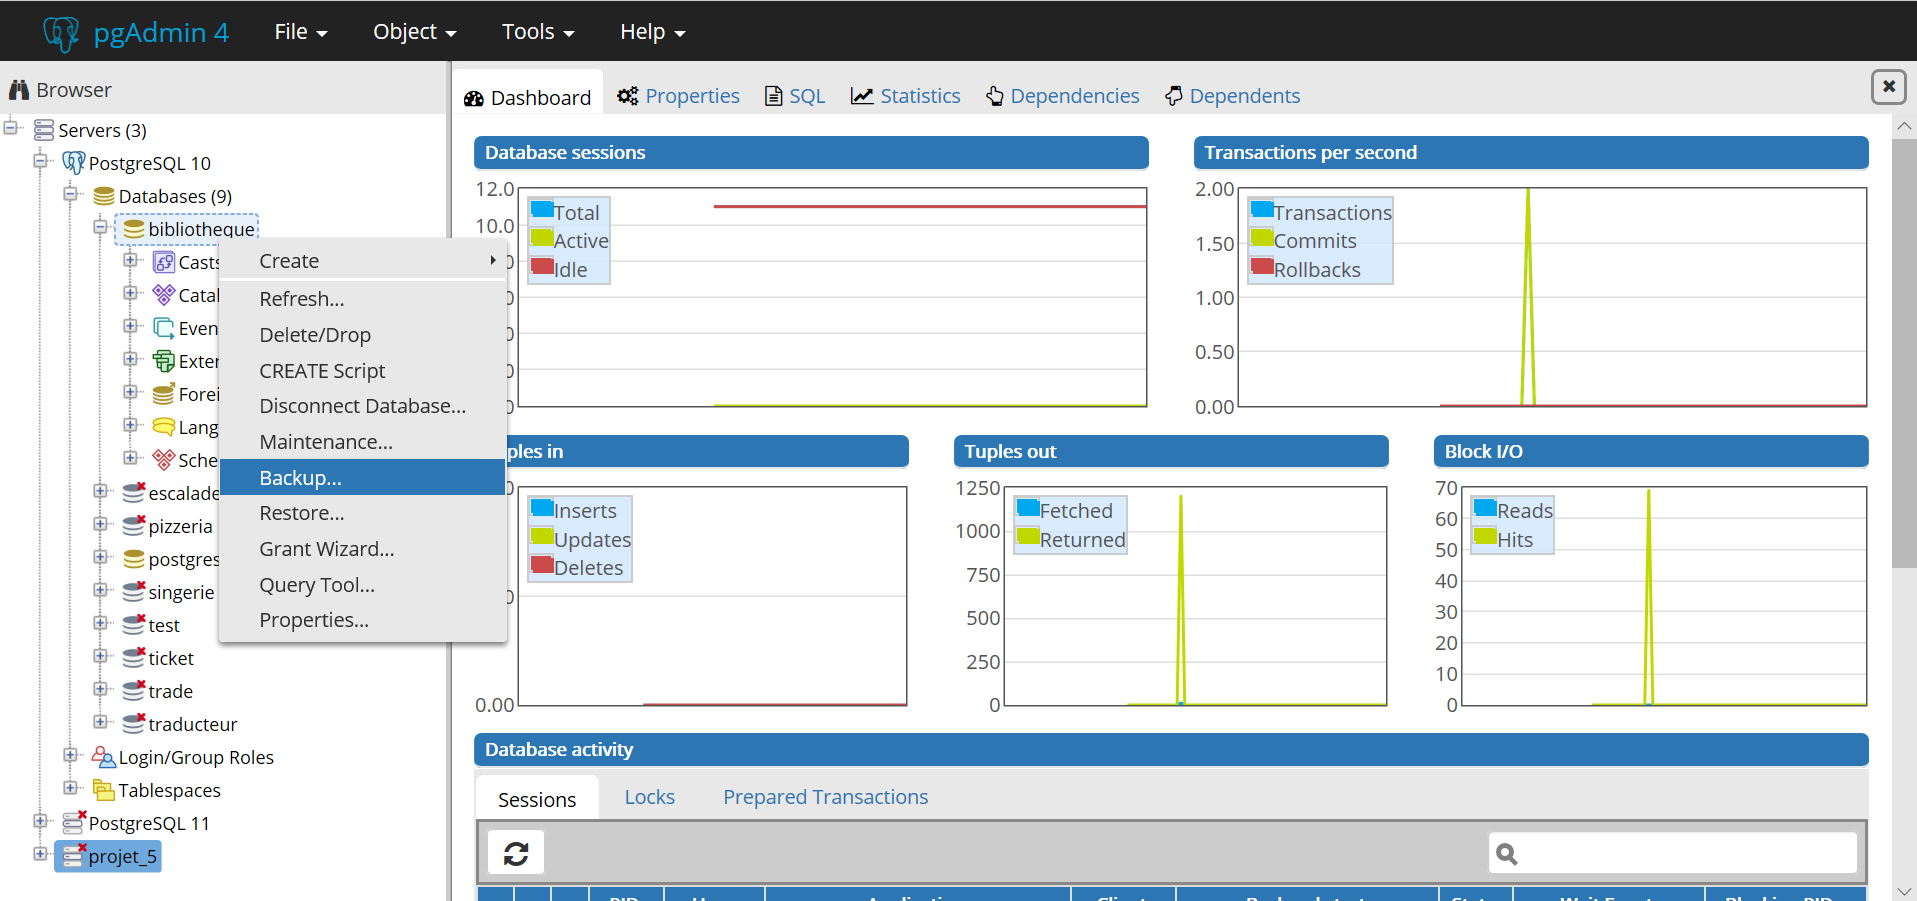 pgAdmin 4
File
Object
Tools
Help
Browser
Servers (3)
PostgreSQL 10
Databases (9)
bibliotheque
Casts
Catal
Even
Exter
Forei
Lang
Sche
escalade
pizzeria
postgres
singerie
test
ticket
trade
traducteur
Login/Group Roles
Tablespaces
PostgreSQL 11
projet_5
Create
Refresh...
Delete/Drop
CREATE Script
Disconnect Database...
Maintenance...
Backup...
Restore...
Grant Wizard...
Query Tool...
Properties...
Dashboard
Properties
SQL
Statistics
Dependencies
Dependents
Database sessions
12.0
10.0
Total
Active
Idle
Transactions per second
2.00
1.50
1.00
0.50
0.00
Transactions
Commits
Rollbacks
ples in
0.00
Inserts
Updates
Deletes
Tuples out
1250
1000
750
500
250
0
Fetched
Returned
Block I/O
70
60
50
40
30
20
10
0
Reads
Hits
Database activity
Sessions
Locks
Prepared Transactions